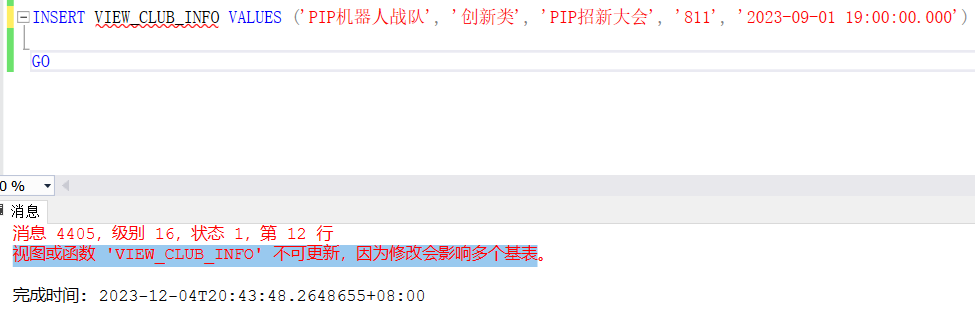 INSERT VIEW_CLUB_INFO VALUES ('PIP机器人战队', '创新类', 'PIP招新大会', '811', '2023-09-01 19:00:00.000')
GO
0 %
消息
消息 4405, 级别 16, 状态 1, 第 12 行
视图或函数 'VIEW_CLUB_INFO' 不可更新, 因为修改会影响多个基表。
完成时间: 2023-12-04T20:43:48.2648655+08:00